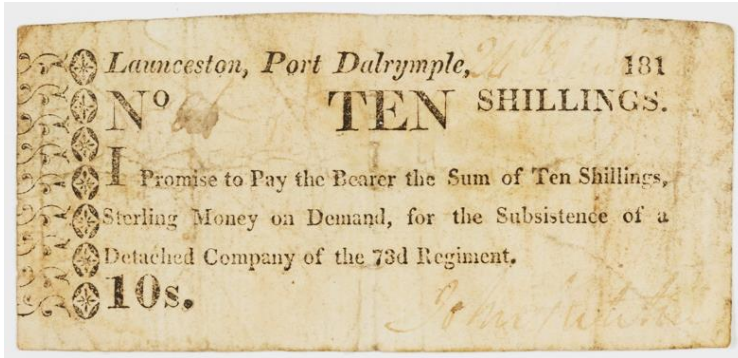 Launceston, Port Dalrymple, 181
No TEN SHILLINGS.
I Promise to Pay the Bearer the Sum of Ten Shillings,
Sterling Money on Demand, for the Subsistence of a
Detached Company of the 73d Regiment.
10s.
John